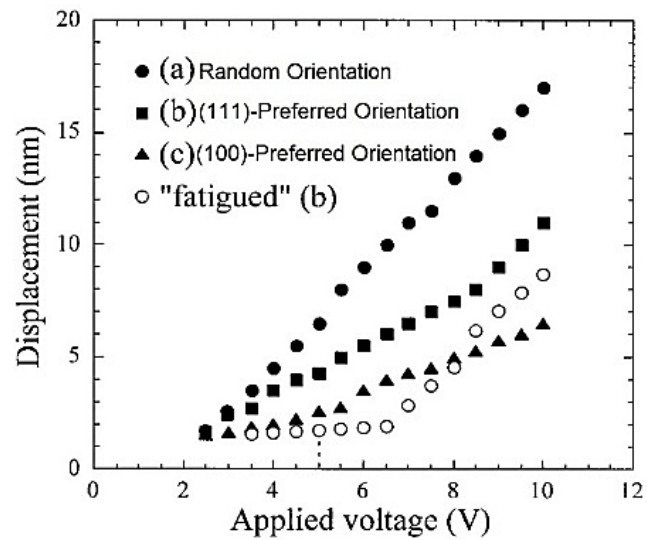 20
15
10
5
0
Displacement (nm)
(a) Random Orientation
(b) (111)-Preferred Orientation
(c) (100)-Preferred Orientation
"fatigued" (b)
0 2 4 6 8 10 12
Applied voltage (V)